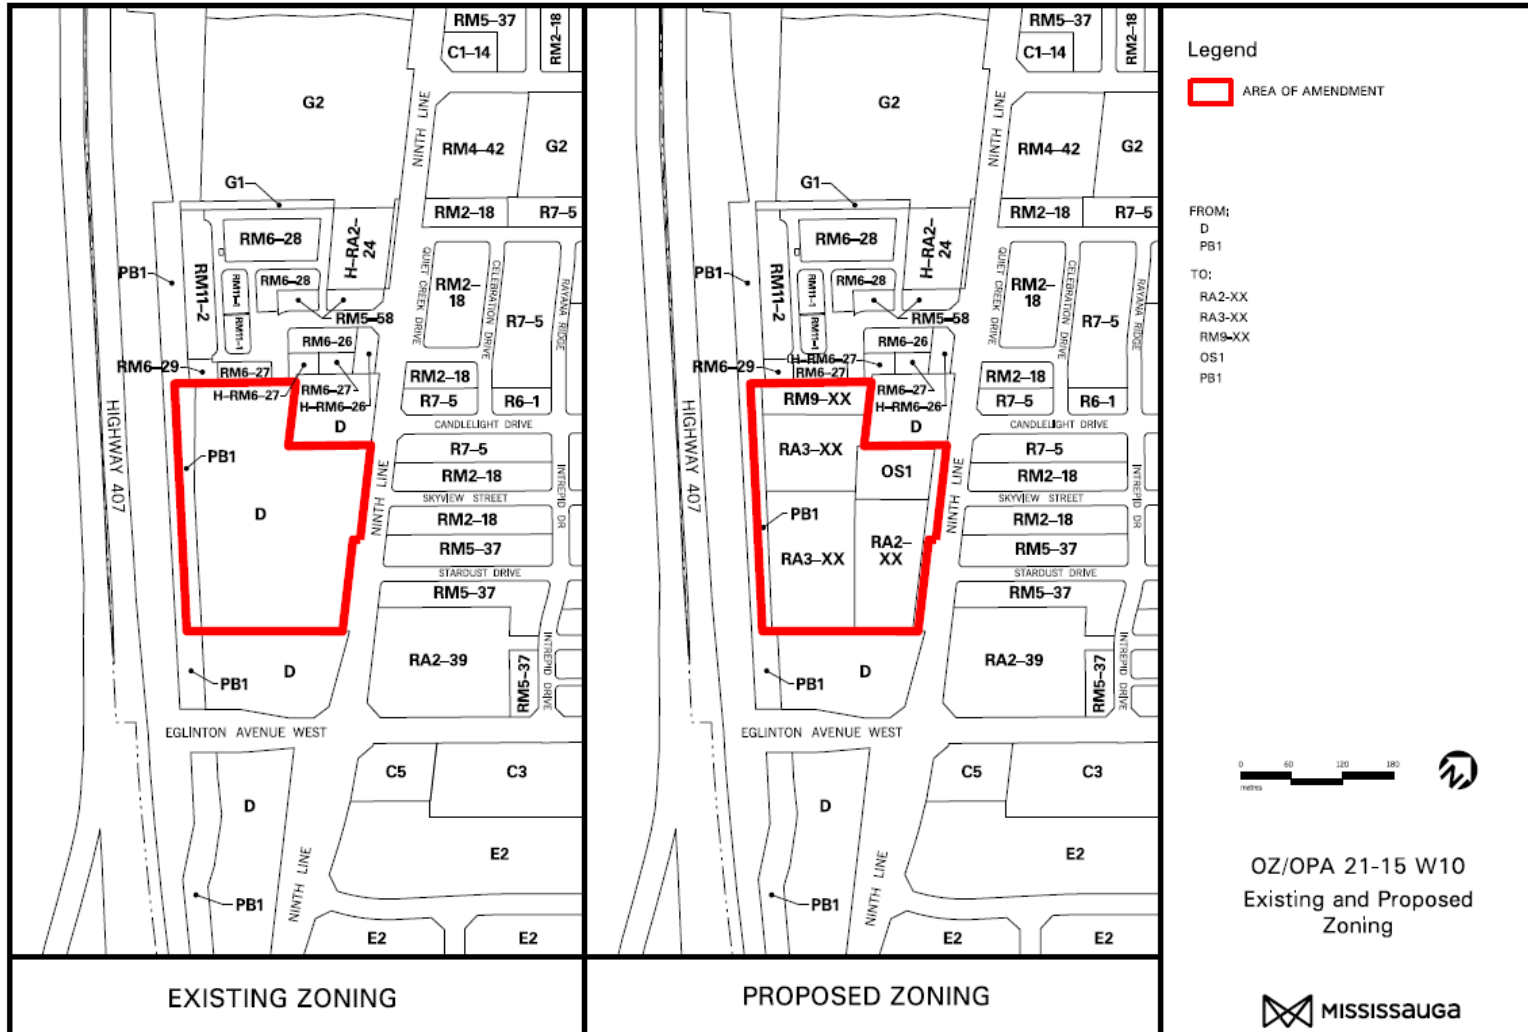 RM5–37
C1–14
RM2–18
G2
NINTH LINE
RM4–42
G2
G1
RM2–18
R7–5
RM6–28
H–RA2–
24
PB1
RM11–2
RM11–1
RM6–28
RM11–1
RM5–58
QUIET CREEK DRIVE
RM2–
18
CELEBRATION DRIVE
R7–5
RAYANA RIDGE
RM6–26
RM6–29
RM6–27
H–RM6–27
RM6–27
H–RM6–26
RM2–18
R7–5
R6–1
D
CANDLELIGHT DRIVE
HIGHWAY 407
PB1
D
NINTH LINE
R7–5
RM2–18
SKYVIEW STREET
INTREPID DR
RM2–18
RM5–37
STARDUST DRIVE
RM5–37
RA2–39
RM5–37
INTREPID DRIVE
D
PB1
EGLINTON AVENUE WEST
C5
C3
D
E2
NINTH LINE
PB1
E2
E2
EXISTING ZONING
RM5–37
C1–14
RM2–18
G2
NINTH LINE
RM4–42
G2
G1
RM2–18
R7–5
RM6–28
H–RA2–
24
PB1
RM11–2
RM11–1
RM6–28
RM11–1
RM5–58
QUIET CREEK DRIVE
RM2–
18
CELEBRATION DRIVE
R7–5
RAYANA RIDGE
RM6–26
H–RM6–27
RM6–29
RM6–27
RM6–27
H–RM6–26
RM2–18
R7–5
R6–1
RM9–XX
D
CANDLELIGHT DRIVE
HIGHWAY 407
RA3–XX
OS1
NINTH LINE
R7–5
RM2–18
SKYVIEW STREET
INTREPID DR
PB1
RM2–18
RA3–XX
RA2–
XX
RM5–37
STARDUST DRIVE
RM5–37
RA2–39
RM5–37
INTREPID DRIVE
D
PB1
EGLINTON AVENUE WEST
C5
C3
D
E2
NINTH LINE
PB1
E2
E2
PROPOSED ZONING
Legend
AREA OF AMENDMENT
FROM:
D
PB1
TO:
RA2-XX
RA3-XX
RM9-XX
OS1
PB1
0 60 120 180
metres
OZ/OPA 21-15 W10
Existing and Proposed
Zoning
MISSISSAUGA